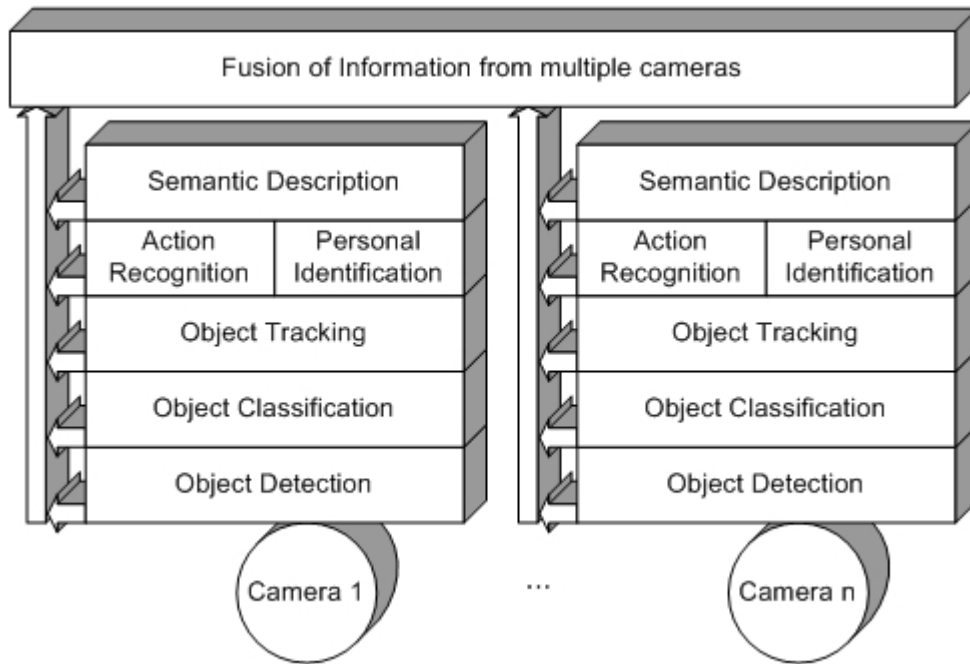 Fusion of Information from multiple cameras
Semantic Description
Action
Recognition
Personal
Identification
Object Tracking
Object Classification
Object Detection
Camera 1
...
Semantic Description
Action
Recognition
Personal
Identification
Object Tracking
Object Classification
Object Detection
Camera n